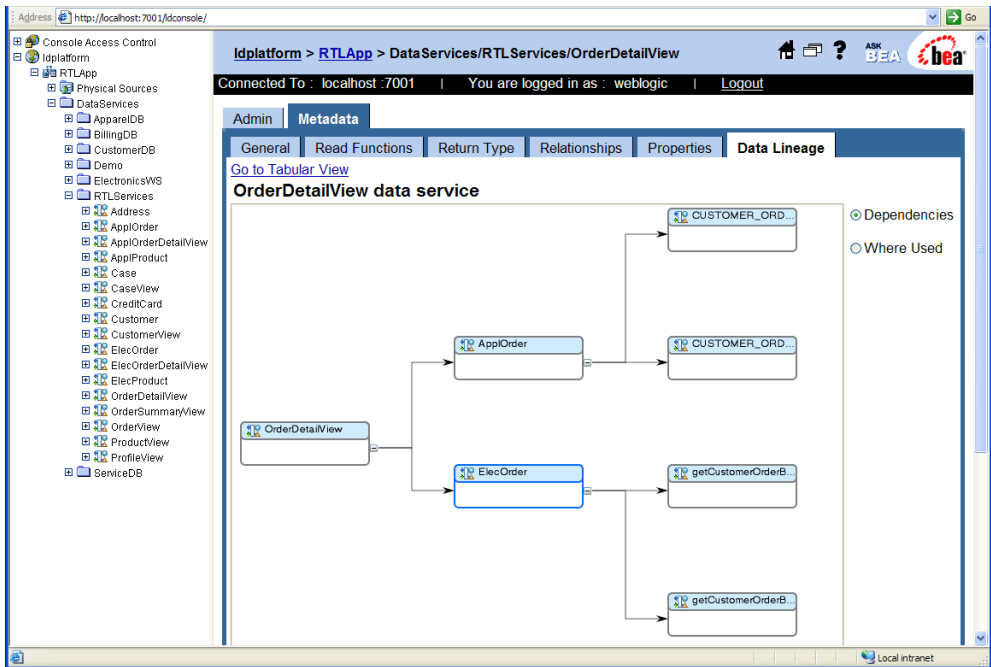 Address http://localhost:7001/ldconsole/ Go
Console Access Control
ldplatform
RTLApp
Physical Sources
DataServices
ApparelDB
BillingDB
CustomerDB
Demo
ElectronicsWS
RTLServices
Address
ApplOrder
ApplOrderDetailView
ApplProduct
Case
CaseView
CreditCard
Customer
CustomerView
ElecOrder
ElecOrderDetailView
ElecProduct
OrderDetailView
OrderSummaryView
OrderView
ProductView
ProfileView
ServiceDB
ldplatform > RTLApp > DataServices/RTLServices/OrderDetailView
? ASK BEA bea
Connected To : localhost :7001 | You are logged in as : weblogic | Logout
Admin Metadata
General Read Functions Return Type Relationships Properties Data Lineage
Go to Tabular View
OrderDetailView data service
CUSTOMER_ORD...
Dependencies
Where Used
ApplOrder
CUSTOMER_ORD...
OrderDetailView
ElecOrder
getCustomerOrderB...
getCustomerOrderB...
Local intranet